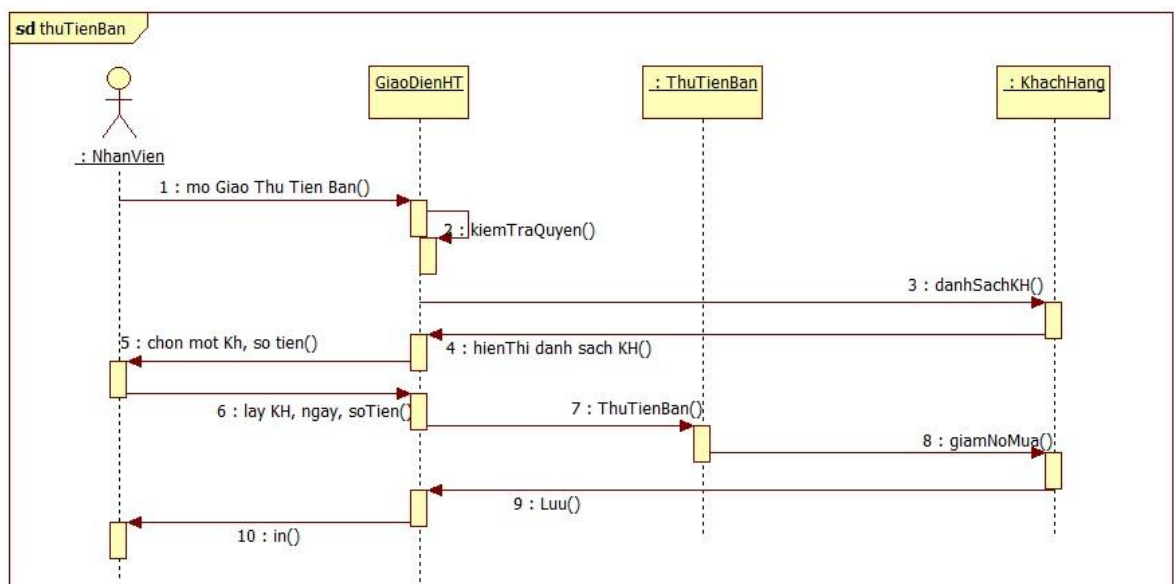 sd thuTienBan
: NhanVien
GiaoDienHT
: ThuTienBan
: KhachHang
1 : mo Giao Thu Tien Ban()
2 : kiemTraQuyen()
3 : danhSachKH()
4 : hienThi danh sach KH()
5 : chon mot Kh, so tien()
6 : lay KH, ngay, soTien()
7 : ThuTienBan()
8 : giamNoMua()
9 : Luu()
10 : in()